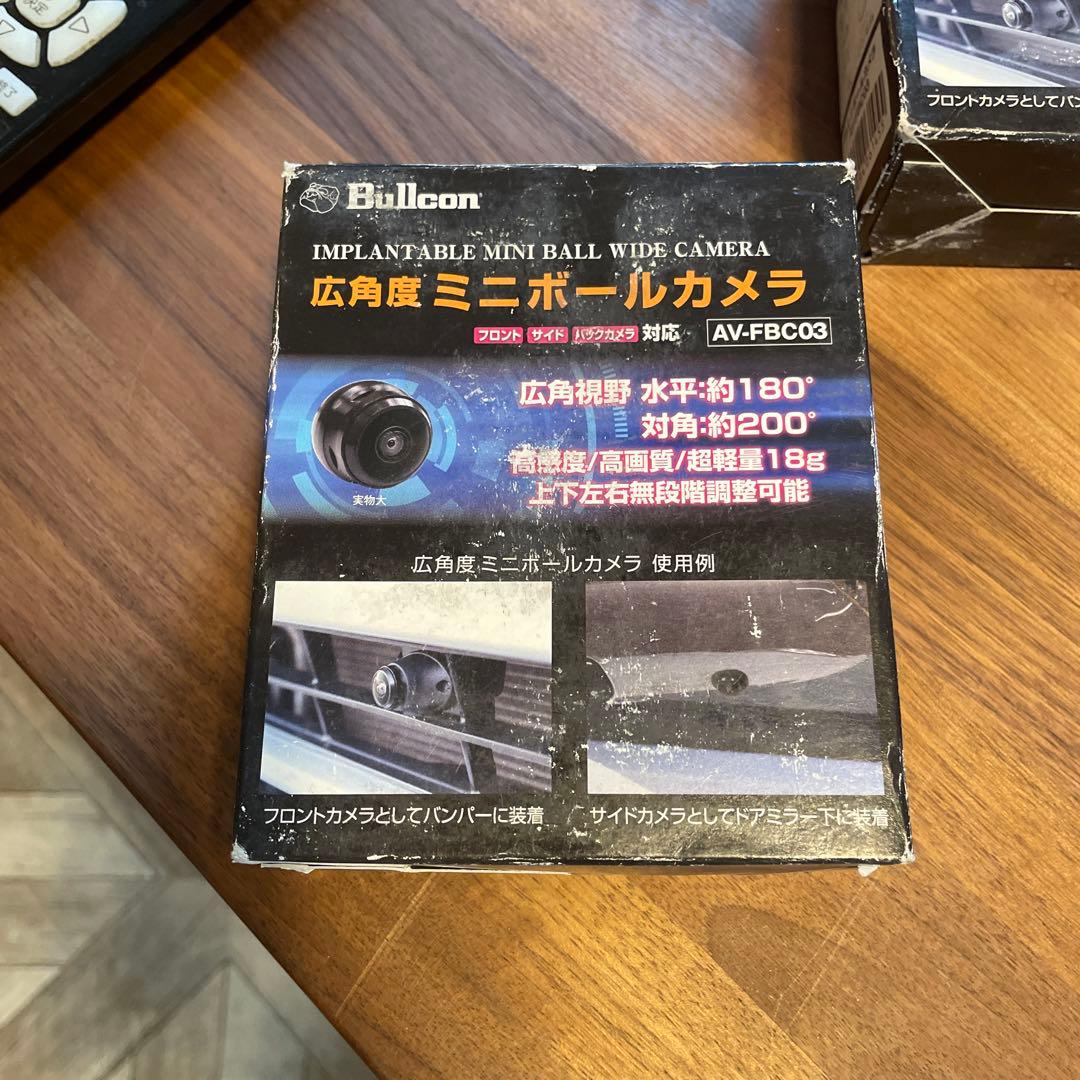 決定
終了
フロントカメラとしてバン
Bullcon
IMPLANTABLE MINI BALL WIDE CAMERA
広角度 ミニボールカメラ
フロント サイド バックカメラ 対応 AV-FBC03
広角視野 水平:約180°
対角:約200°
高感度/高画質/超軽量18g
上下左右無段階調整可能
実物大
広角度ミニボールカメラ 使用例
フロントカメラとしてバンパーに装着
サイドカメラとしてドアミラー下に装着